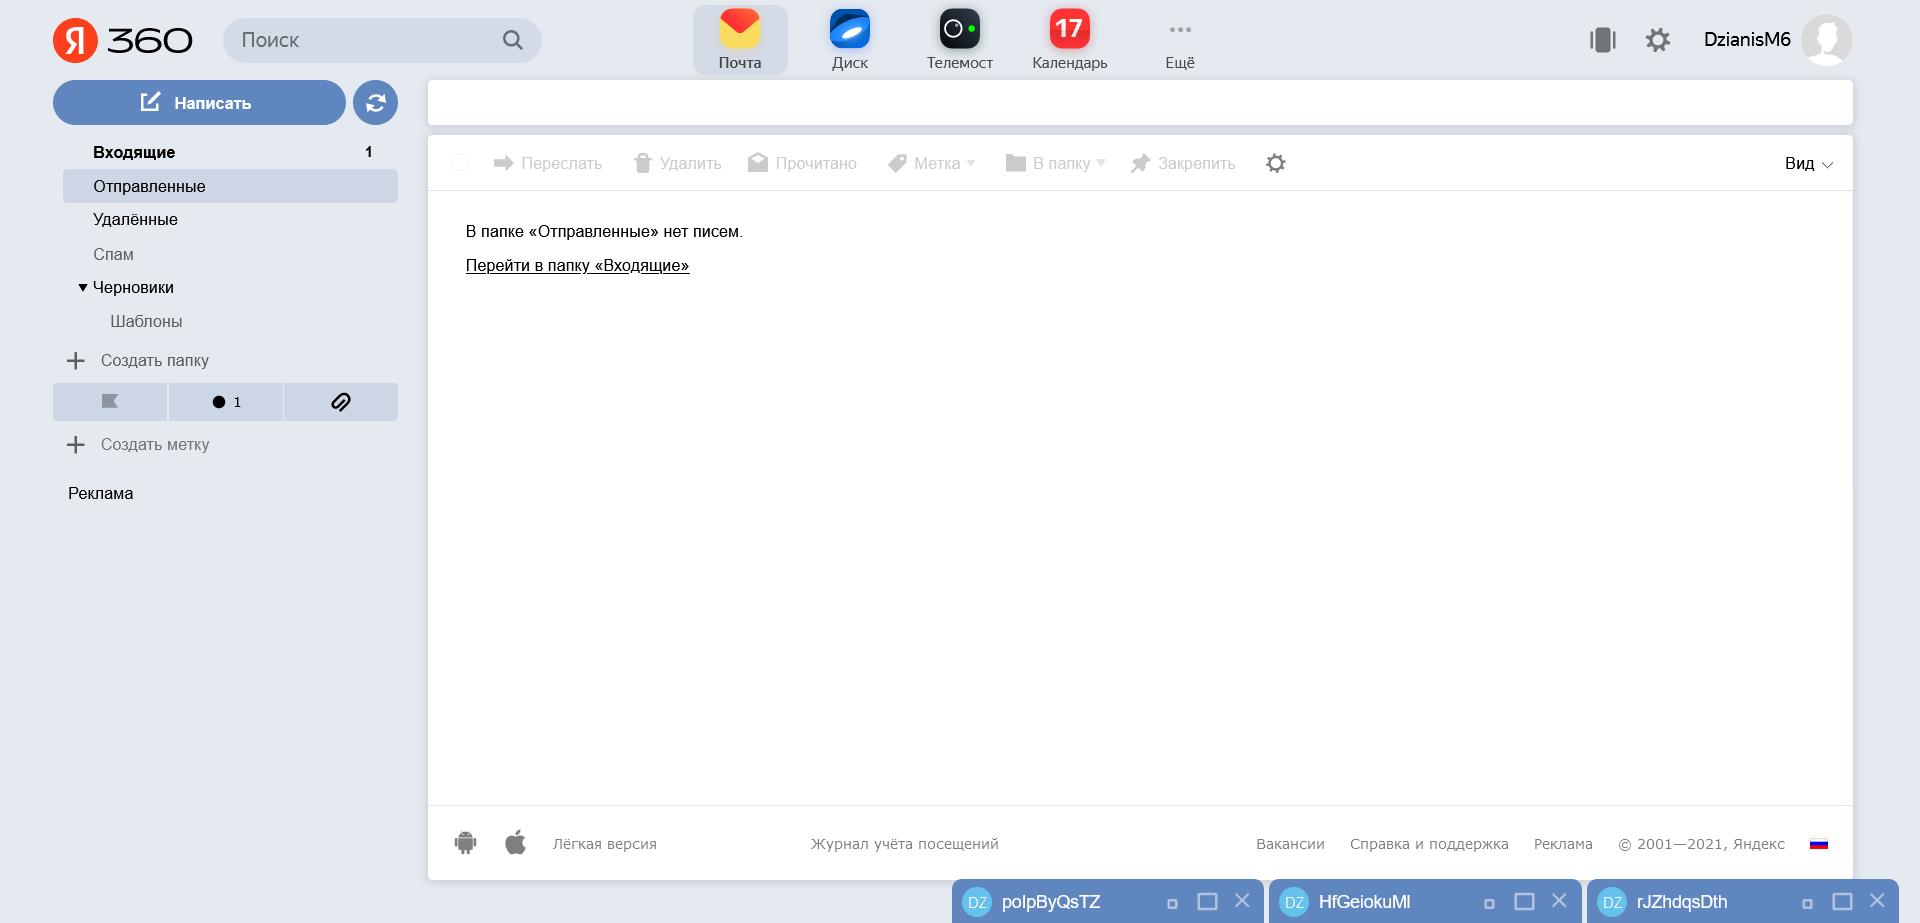 Я 360
Поиск
Почта
Диск
17
Телемост
Календарь
Ещё
DzianisM6
Написать
Входящие 1
Отправленные
Удалённые
Спам
Черновики
Шаблоны
Создать папку
1
Создать метку
Реклама
Переслать Удалить Прочитано Метка В папку Закрепить Вид
В папке «Отправленные» нет писем.
Перейти в папку «Входящие»
Лёгкая версия Журнал учёта посещений Вакансии Справка и поддержка Реклама © 2001—2021, Яндекс
DZ poIpByQsTZ DZ HfGeiokuMl DZ rJZhdqsDth